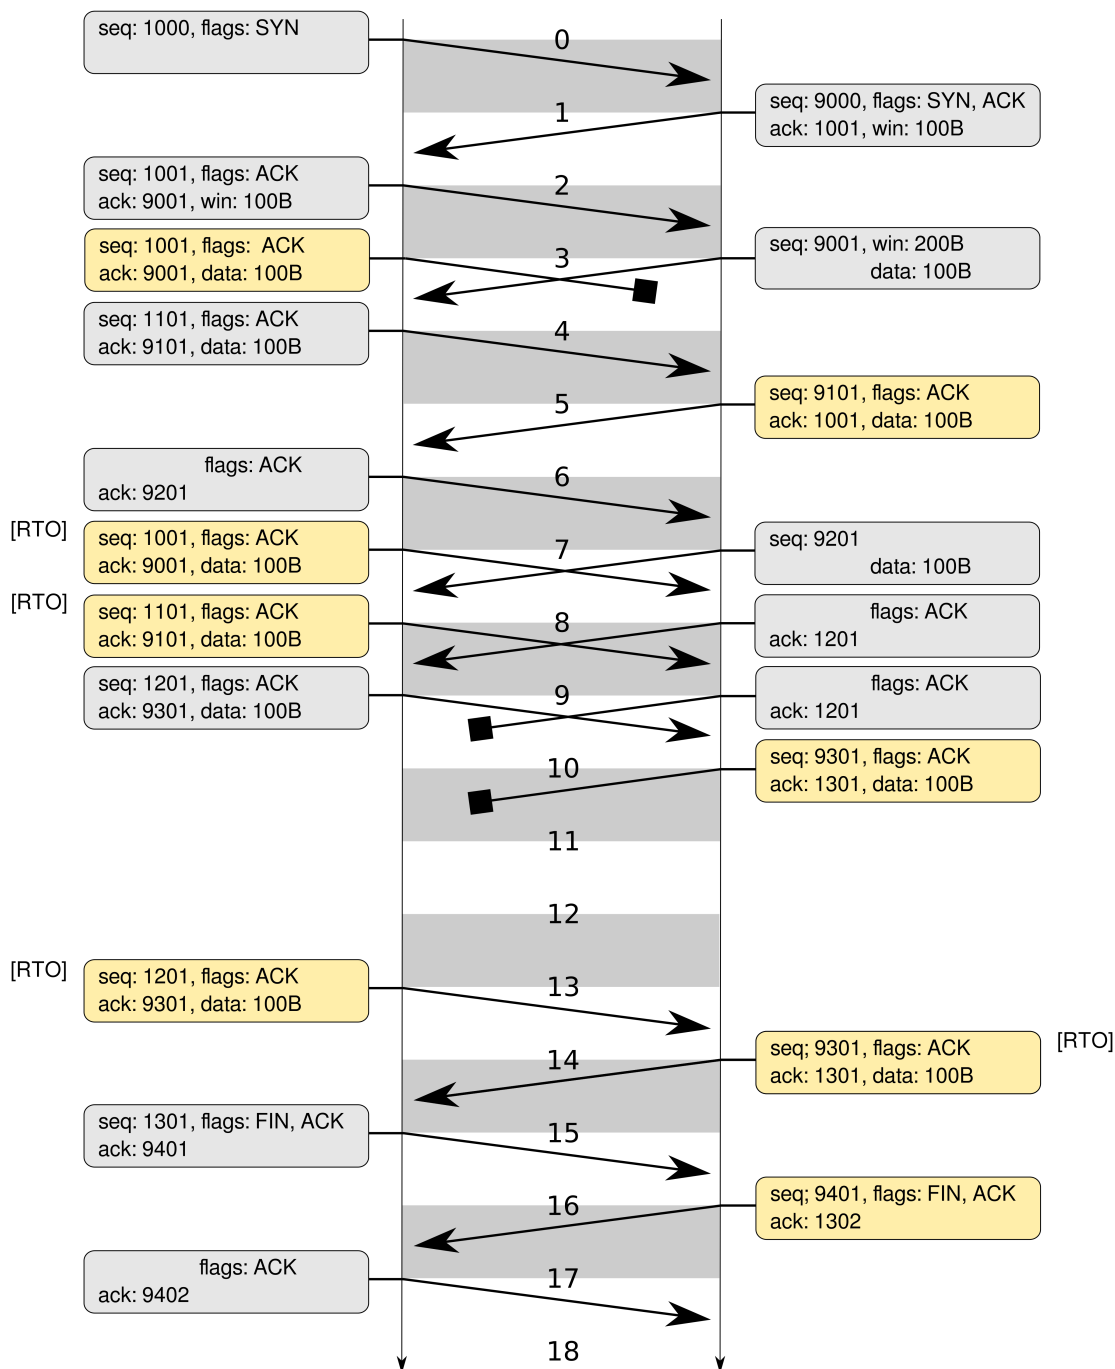 seq: 1000, flags: SYN
0
seq: 9000, flags: SYN, ACK
ack: 1001, win: 100B
1
seq: 1001, flags: ACK
ack: 9001, win: 100B
2
seq: 1001, flags: ACK
ack: 9001, data: 100B
3
seq: 9001, win: 200B
data: 100B
seq: 1101, flags: ACK
ack: 9101, data: 100B
4
seq: 9101, flags: ACK
ack: 1001, data: 100B
5
flags: ACK
ack: 9201
6
[RTO]
seq: 1001, flags: ACK
ack: 9001, data: 100B
7
seq: 9201
data: 100B
[RTO]
seq: 1101, flags: ACK
ack: 9101, data: 100B
8
flags: ACK
ack: 1201
seq: 1201, flags: ACK
ack: 9301, data: 100B
9
flags: ACK
ack: 1201
10
seq: 9301, flags: ACK
ack: 1301, data: 100B
11
12
[RTO]
seq: 1201, flags: ACK
ack: 9301, data: 100B
13
14
seq; 9301, flags: ACK
ack: 1301, data: 100B
[RTO]
seq: 1301, flags: FIN, ACK
ack: 9401
15
16
seq; 9401, flags: FIN, ACK
ack: 1302
flags: ACK
ack: 9402
17
18